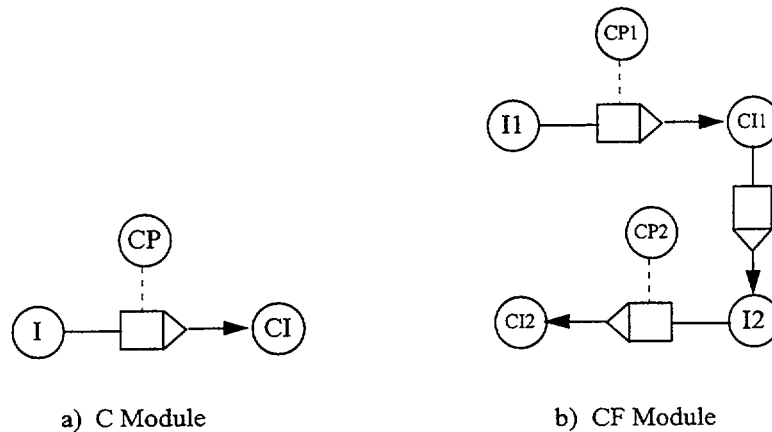 CP1
I1
CI1
CP
CP2
I
CI
CI2
I2
a) C Module
b) CF Module